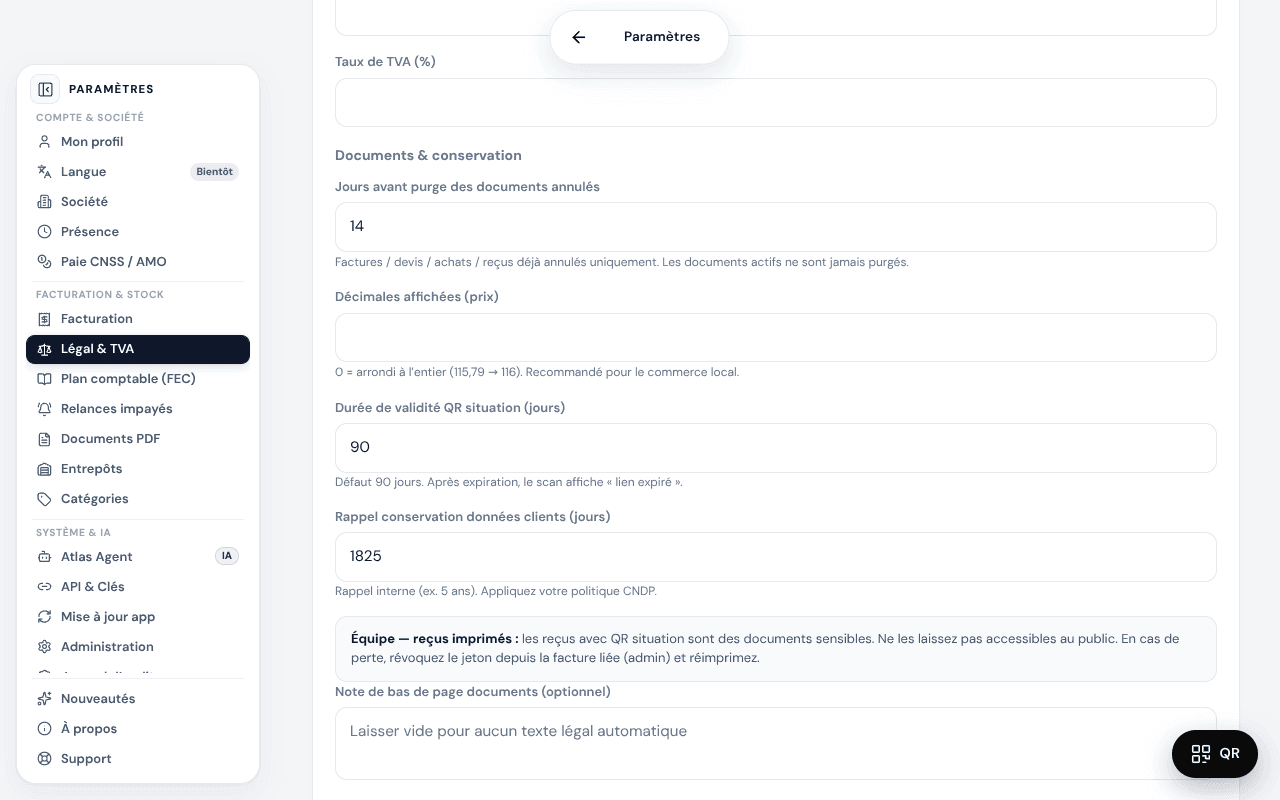 Paramètres
PARAMÈTRES
COMPTE & SOCIÉTÉ
Mon profil
Langue
Bientôt
Société
Présence
Paie CNSS / AMO
FACTURATION & STOCK
Facturation
Légal & TVA
Plan comptable (FEC)
Relances impayés
Documents PDF
Entrepôts
Catégories
SYSTÈME & IA
Atlas Agent
IA
API & Clés
Mise à jour app
Administration
Nouveautés
À propos
Support
Taux de TVA (%)
Documents & conservation
Jours avant purge des documents annulés
14
Factures / devis / achats / reçus déjà annulés uniquement. Les documents actifs ne sont jamais purgés.
Décimales affichées (prix)
0 = arrondi à l'entier (115,79 → 116). Recommandé pour le commerce local.
Durée de validité QR situation (jours)
90
Défaut 90 jours. Après expiration, le scan affiche « lien expiré ».
Rappel conservation données clients (jours)
1825
Rappel interne (ex. 5 ans). Appliquez votre politique CNDP.
Équipe — reçus imprimés : les reçus avec QR situation sont des documents sensibles. Ne les laissez pas accessibles au public. En cas de
perte, révoquez le jeton depuis la facture liée (admin) et réimprimez.
Note de bas de page documents (optionnel)
Laisser vide pour aucun texte légal automatique
QR